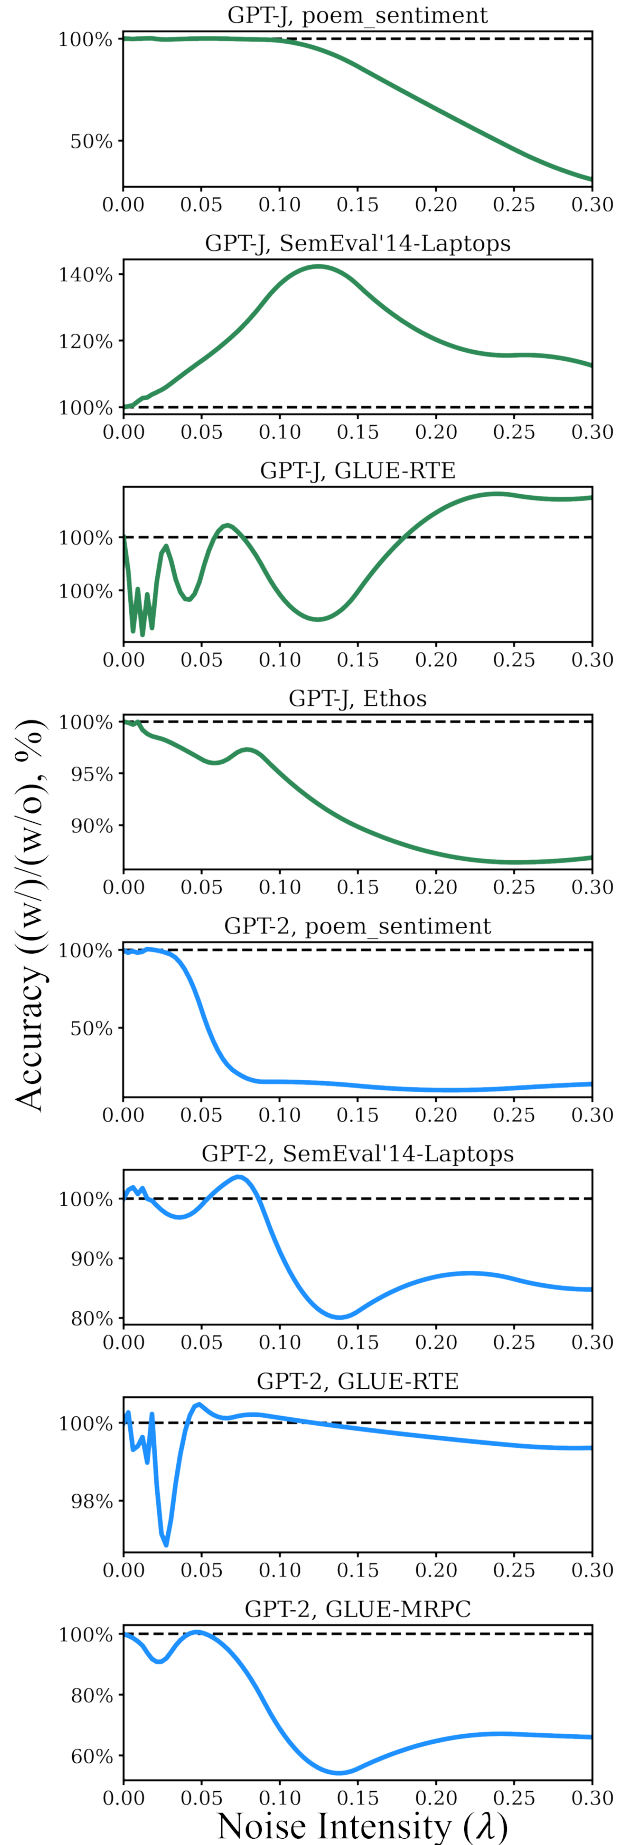 GPT-J, poem_sentiment
100%
50%
0.00 0.05 0.10 0.15 0.20 0.25 0.30
GPT-J, SemEval'14-Laptops
140%
120%
100%
0.00 0.05 0.10 0.15 0.20 0.25 0.30
GPT-J, GLUE-RTE
100%
100%
0.00 0.05 0.10 0.15 0.20 0.25 0.30
GPT-J, Ethos
100%
95%
90%
0.00 0.05 0.10 0.15 0.20 0.25 0.30
Accuracy ((w/)/(w/o), %)
GPT-2, poem_sentiment
100%
50%
0.00 0.05 0.10 0.15 0.20 0.25 0.30
GPT-2, SemEval'14-Laptops
100%
90%
80%
0.00 0.05 0.10 0.15 0.20 0.25 0.30
GPT-2, GLUE-RTE
100%
98%
0.00 0.05 0.10 0.15 0.20 0.25 0.30
GPT-2, GLUE-MRPC
100%
80%
60%
0.00 0.05 0.10 0.15 0.20 0.25 0.30
Noise Intensity (λ)